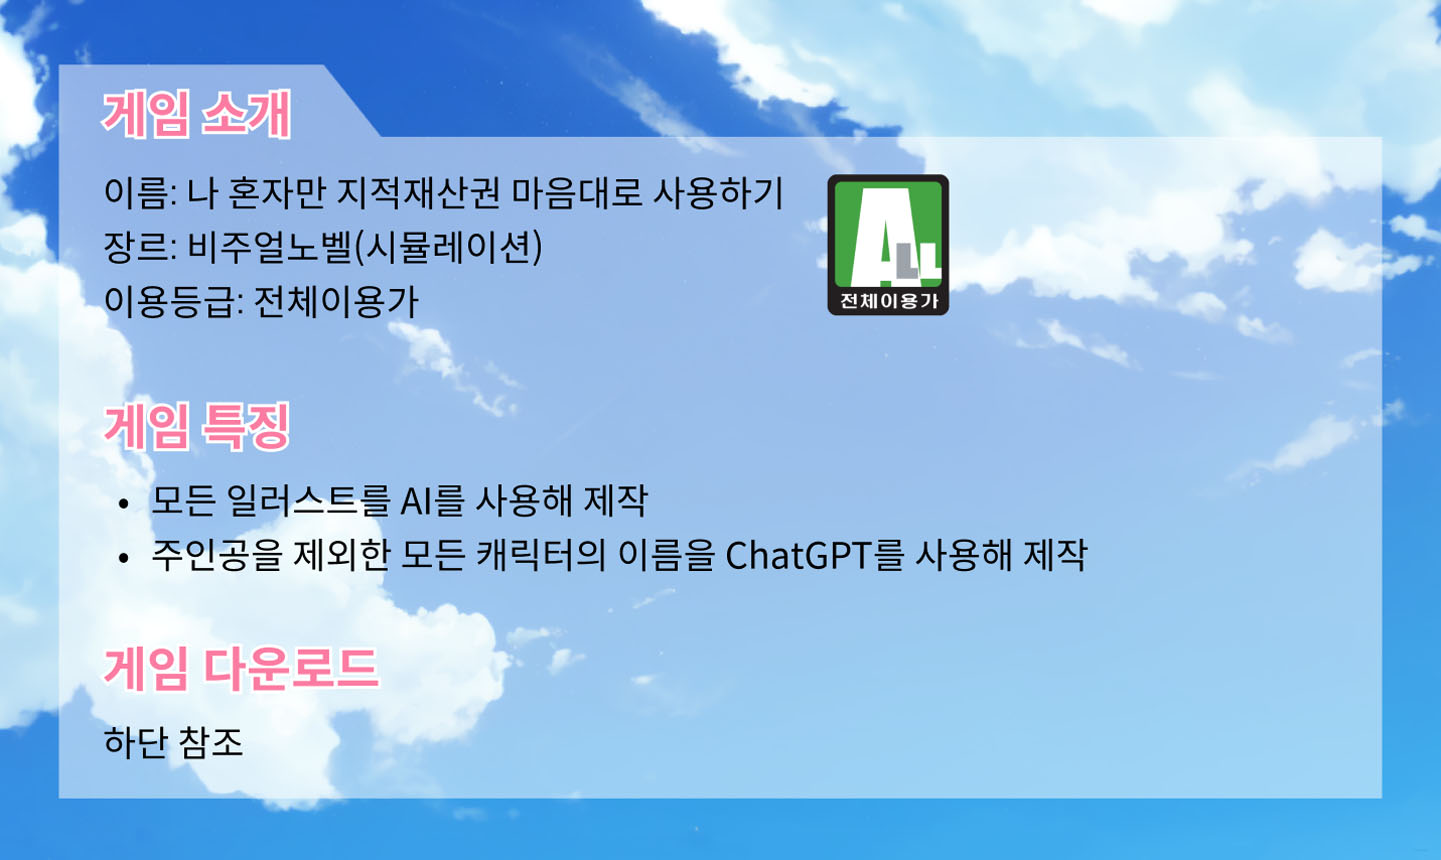 게임 소개
이름: 나 혼자만 지적재산권 마음대로 사용하기
장르: 비주얼노벨(시뮬레이션)
이용등급: 전체이용가
ALL
전체이용가
게임 특징
• 모든 일러스트를 AI를 사용해 제작
• 주인공을 제외한 모든 캐릭터의 이름을 ChatGPT를 사용해 제작
게임 다운로드
하단 참조